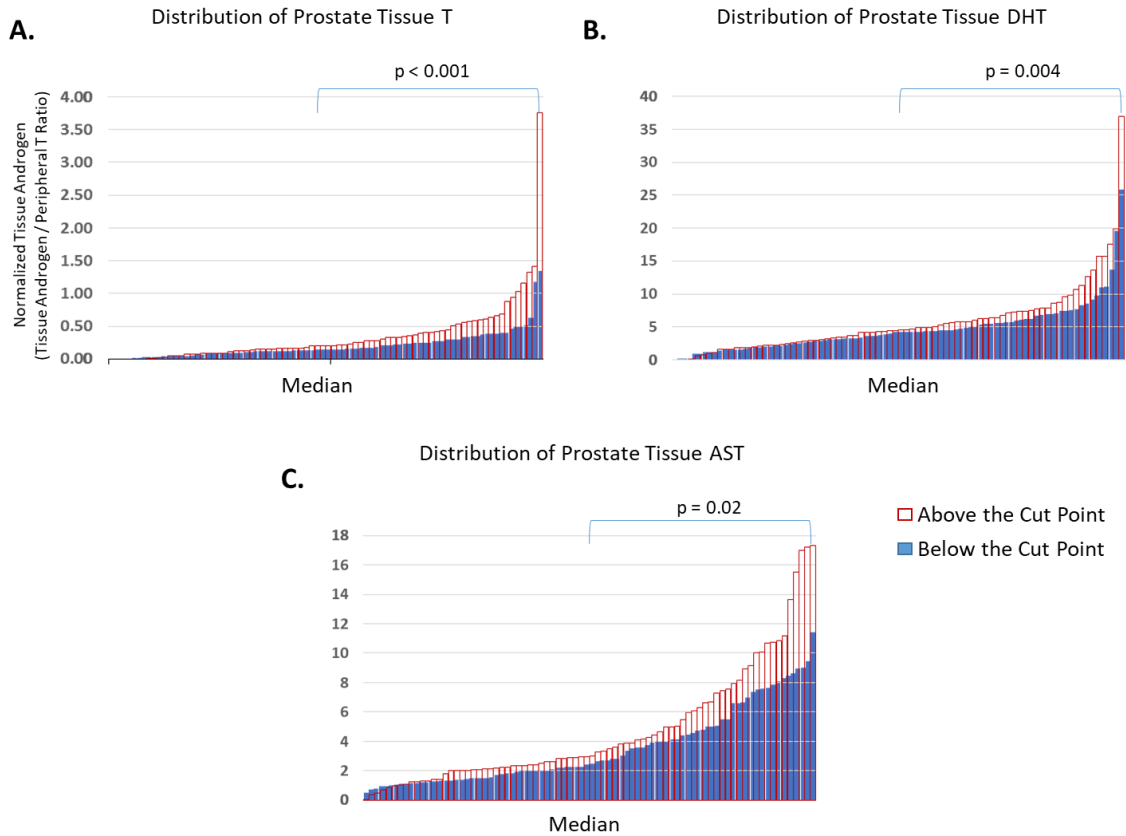 Distribution of Prostate Tissue T
A.
p < 0.001
Normalized Tissue Androgen
(Tissue Androgen / Peripheral T Ratio)
4.00
3.50
3.00
2.50
2.00
1.50
1.00
0.50
0.00
Median
Distribution of Prostate Tissue DHT
B.
p = 0.004
40
35
30
25
20
15
10
5
0
Median
Distribution of Prostate Tissue AST
C.
p = 0.02
18
16
14
12
10
8
6
4
2
0
Median
Above the Cut Point
Below the Cut Point